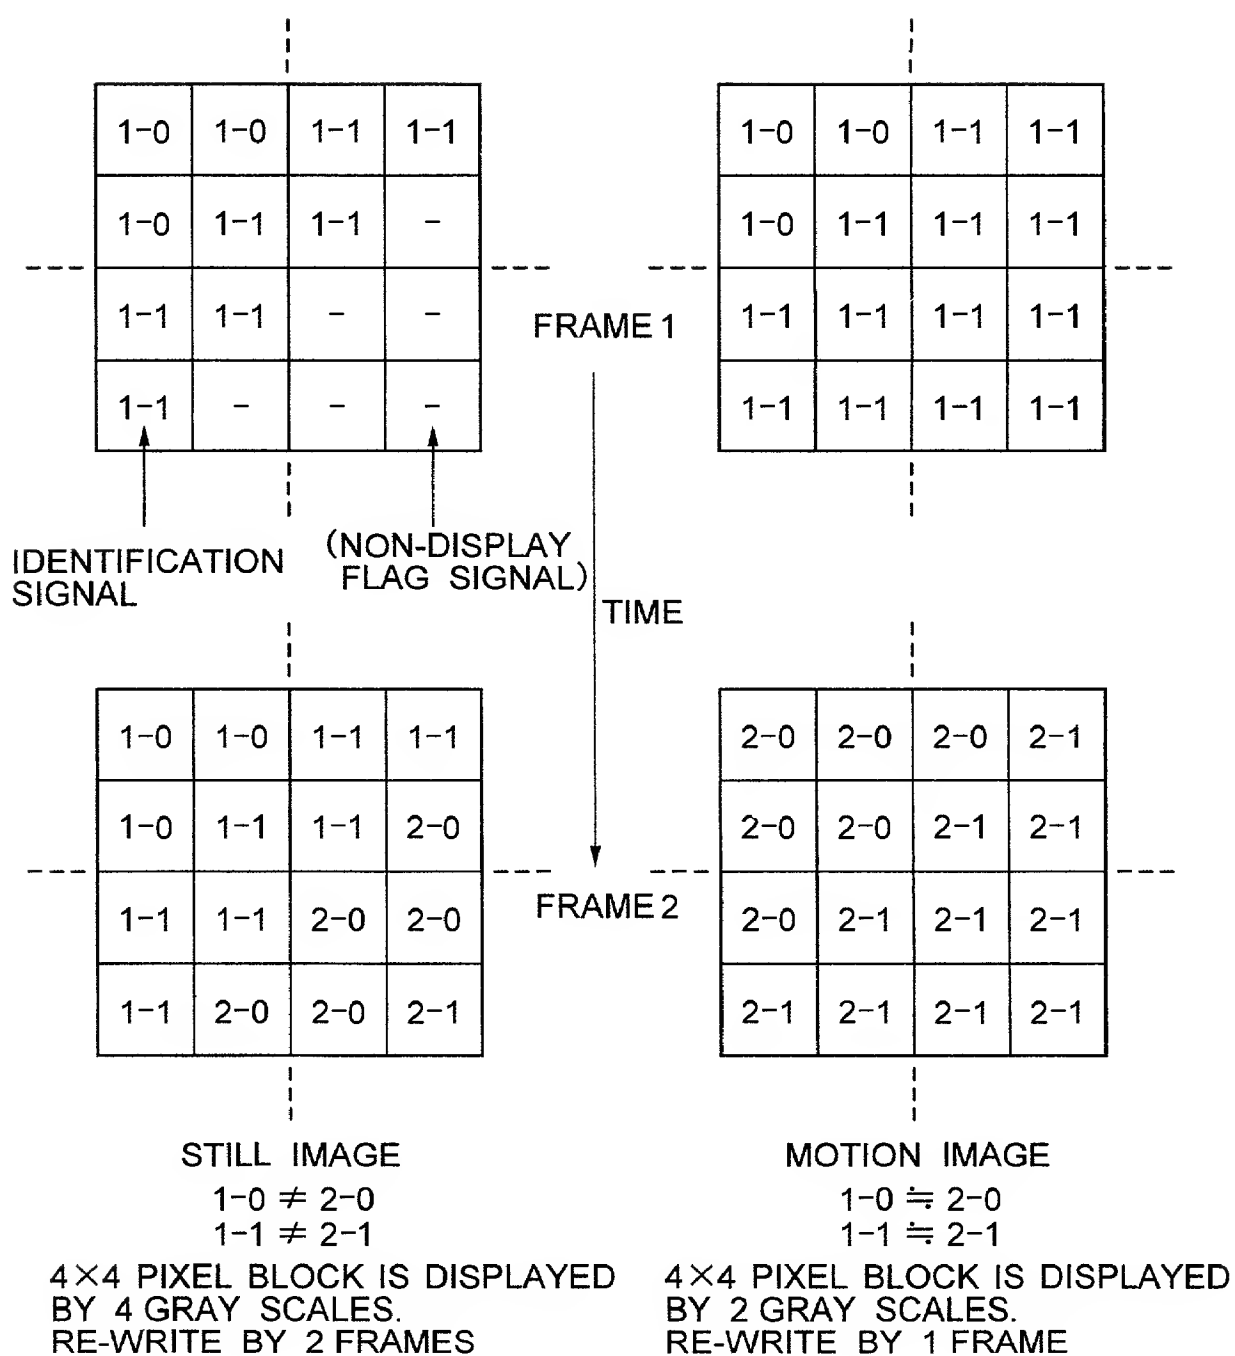 1-0 1-0 1-1 1-1
1-0 1-1 1-1 -
1-1 1-1 - -
1-1 - - -
1-0 1-0 1-1 1-1
1-0 1-1 1-1 1-1
1-1 1-1 1-1 1-1
1-1 1-1 1-1 1-1
FRAME 1
IDENTIFICATION
SIGNAL
(NON-DISPLAY
FLAG SIGNAL)
TIME
1-0 1-0 1-1 1-1
1-0 1-1 1-1 2-0
1-1 1-1 2-0 2-0
1-1 2-0 2-0 2-1
FRAME 2
2-0 2-0 2-0 2-1
2-0 2-0 2-1 2-1
2-0 2-1 2-1 2-1
2-1 2-1 2-1 2-1
STILL IMAGE
1-0 ≠ 2-0
1-1 ≠ 2-1
4×4 PIXEL BLOCK IS DISPLAYED
BY 4 GRAY SCALES.
RE-WRITE BY 2 FRAMES
MOTION IMAGE
1-0 ≒ 2-0
1-1 ≒ 2-1
4×4 PIXEL BLOCK IS DISPLAYED
BY 2 GRAY SCALES.
RE-WRITE BY 1 FRAME